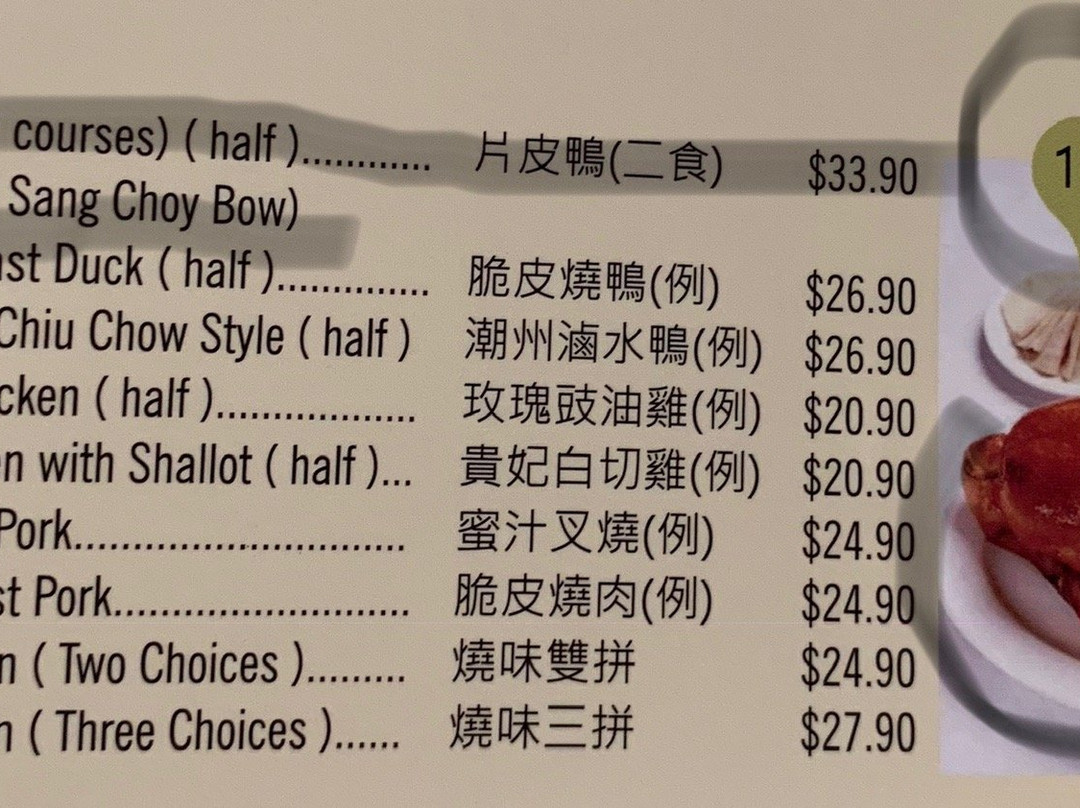 courses) ( half )............ 片皮鴨(二食) $33.90
Sang Choy Bow)
Duck ( half ).............. 脆皮燒鴨(例) $26.90
Chiu Chow Style ( half ) 潮州滷水鴨(例) $26.90
( half )................... 玫瑰豉油雞(例) $20.90
with Shallot ( half )... 貴妃白切雞(例) $20.90
Pork............................. 蜜汁叉燒(例) $24.90
Pork.......................... 脆皮燒肉(例) $24.90
( Two Choices )......... 燒味雙拼 $24.90
( Three Choices )...... 燒味三拼 $27.90
1